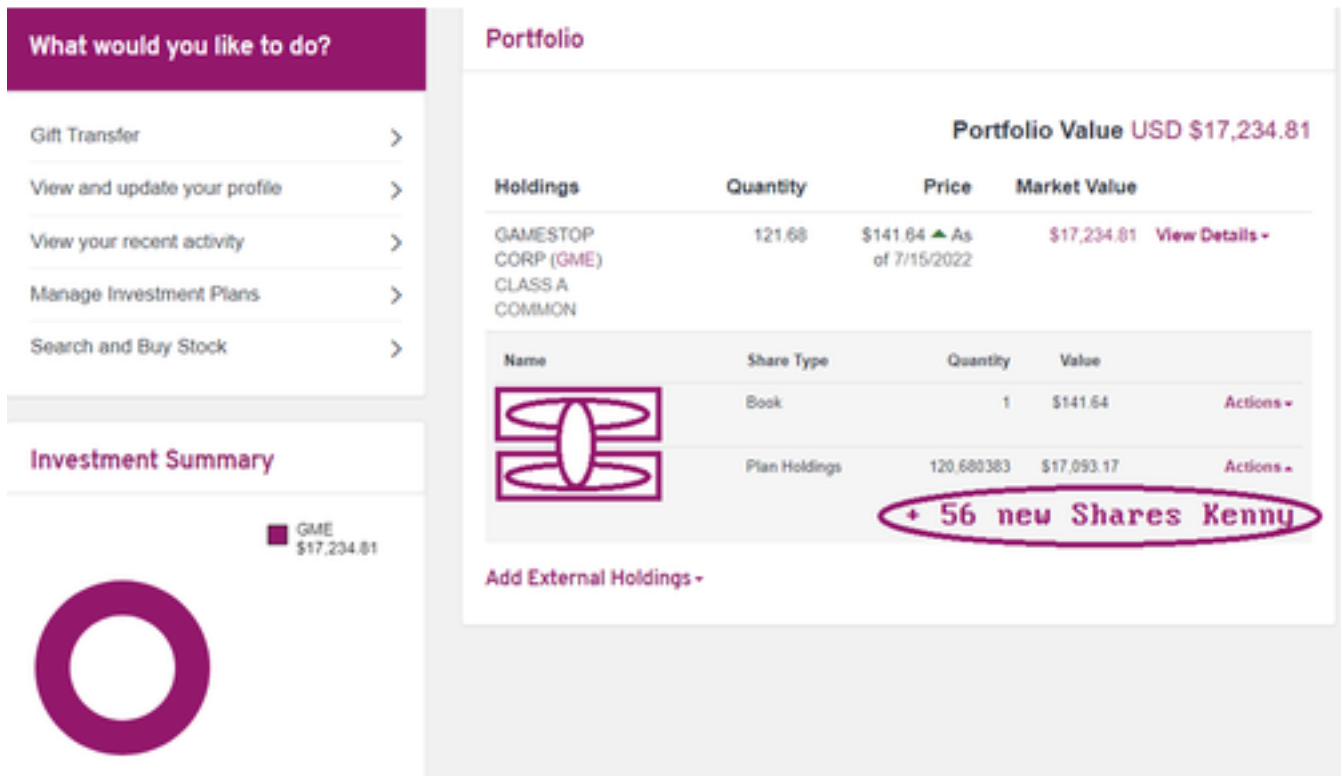 What would you like to do?
Gift Transfer
View and update your profile
View your recent activity
Manage Investment Plans
Search and Buy Stock
Investment Summary
GME
$17,234.81
Portfolio
Portfolio Value USD $17,234.81
Holdings Quantity Price Market Value
GAMESTOP 121.68 $141.64 As $17,234.81 View Details
CORP (GME) of 7/15/2022
CLASS A
COMMON
Name Share Type Quantity Value
Book 1 $141.64 Actions
Plan Holdings 120,680383 $17,093.17 Actions
+ 56 new Shares Kenny
Add External Holdings